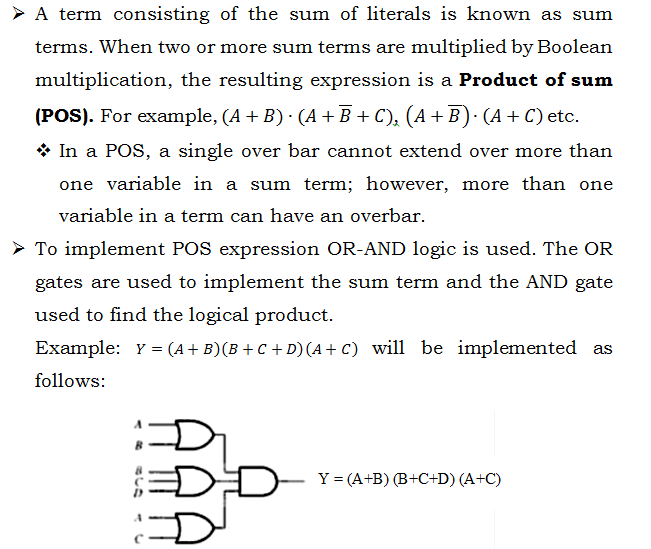 ➢ A term consisting of the sum of literals is known as sum
terms. When two or more sum terms are multiplied by Boolean
multiplication, the resulting expression is a Product of sum
(POS). For example, (A + B) · (A + B̅ + C), (A + B̅) · (A + C) etc.
❖ In a POS, a single over bar cannot extend over more than
one variable in a sum term; however, more than one
variable in a term can have an overbar.
➢ To implement POS expression OR-AND logic is used. The OR
gates are used to implement the sum term and the AND gate
used to find the logical product.
Example: Y = (A + B)(B + C + D)(A + C) will be implemented as
follows:
A
B
B
C
D
A
C
Y = (A+B) (B+C+D) (A+C)